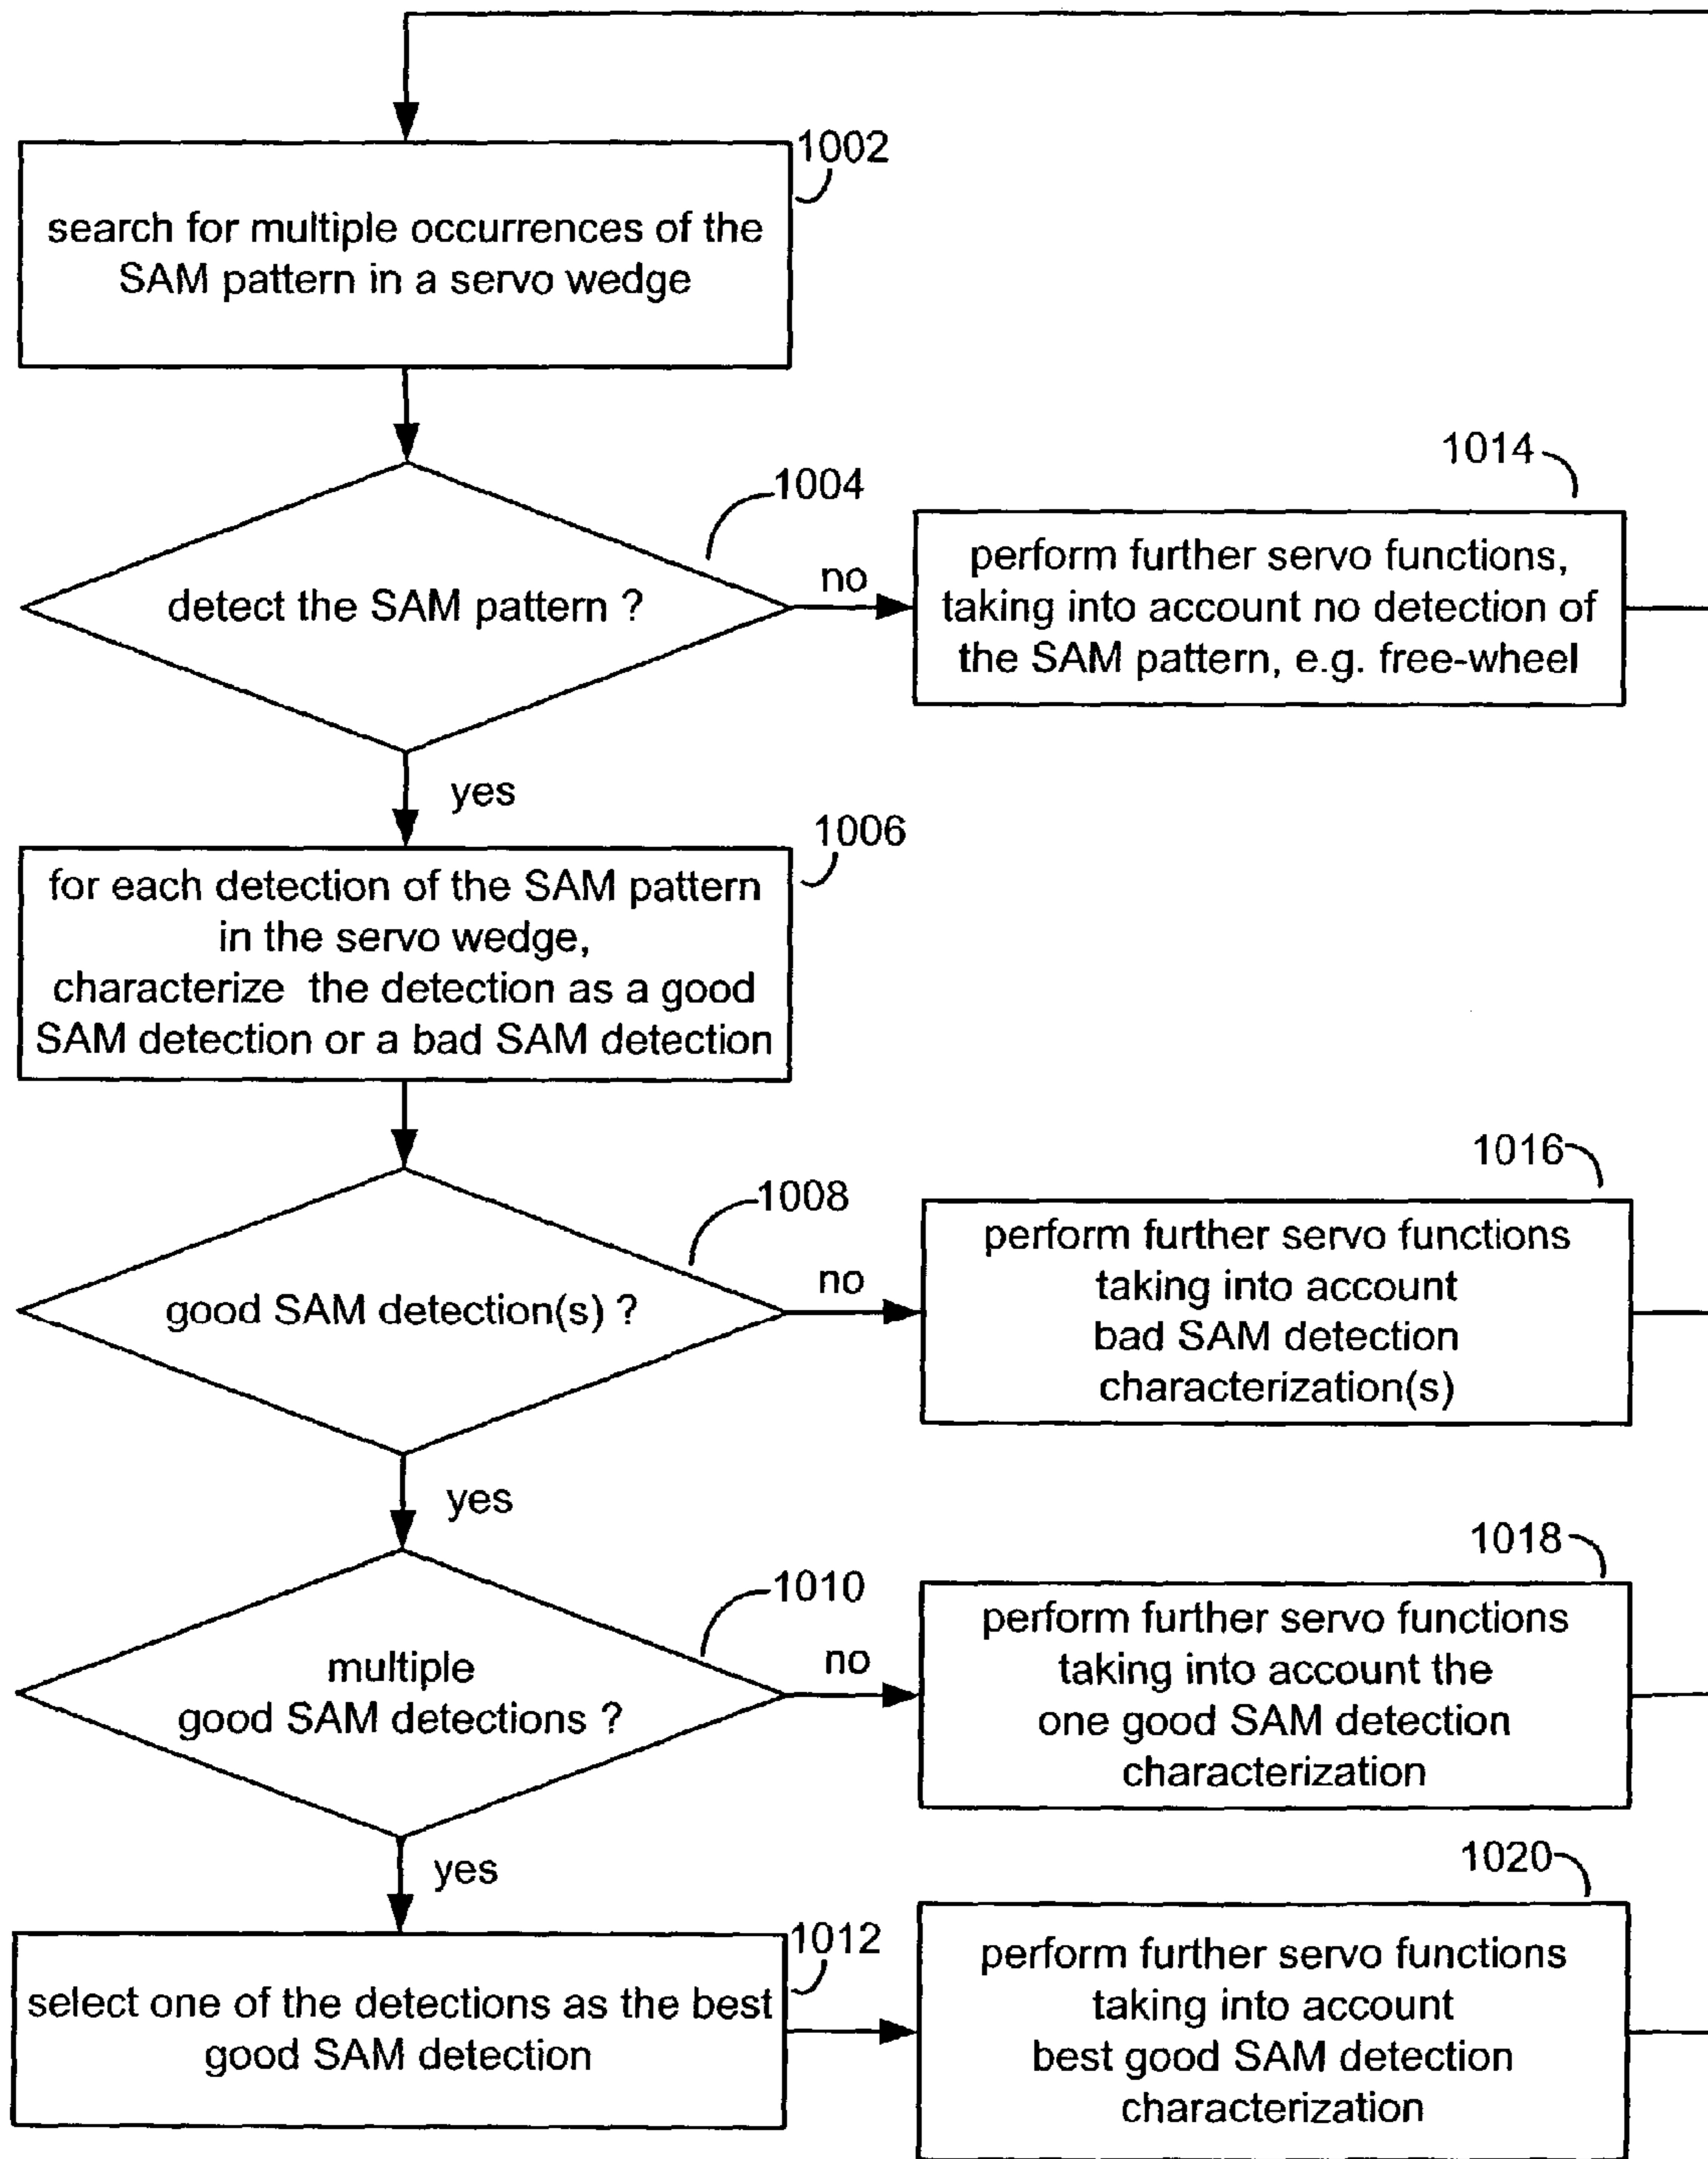 1002
search for multiple occurrences of the
SAM pattern in a servo wedge
1004
detect the SAM pattern ?
no
1014
perform further servo functions,
taking into account no detection of
the SAM pattern, e.g. free-wheel
yes
1006
for each detection of the SAM pattern
in the servo wedge,
characterize the detection as a good
SAM detection or a bad SAM detection
1008
good SAM detection(s) ?
no
1016
perform further servo functions
taking into account
bad SAM detection
characterization(s)
yes
1010
multiple
good SAM detections ?
no
1018
perform further servo functions
taking into account the
one good SAM detection
characterization
yes
1012
select one of the detections as the best
good SAM detection
1020
perform further servo functions
taking into account
best good SAM detection
characterization